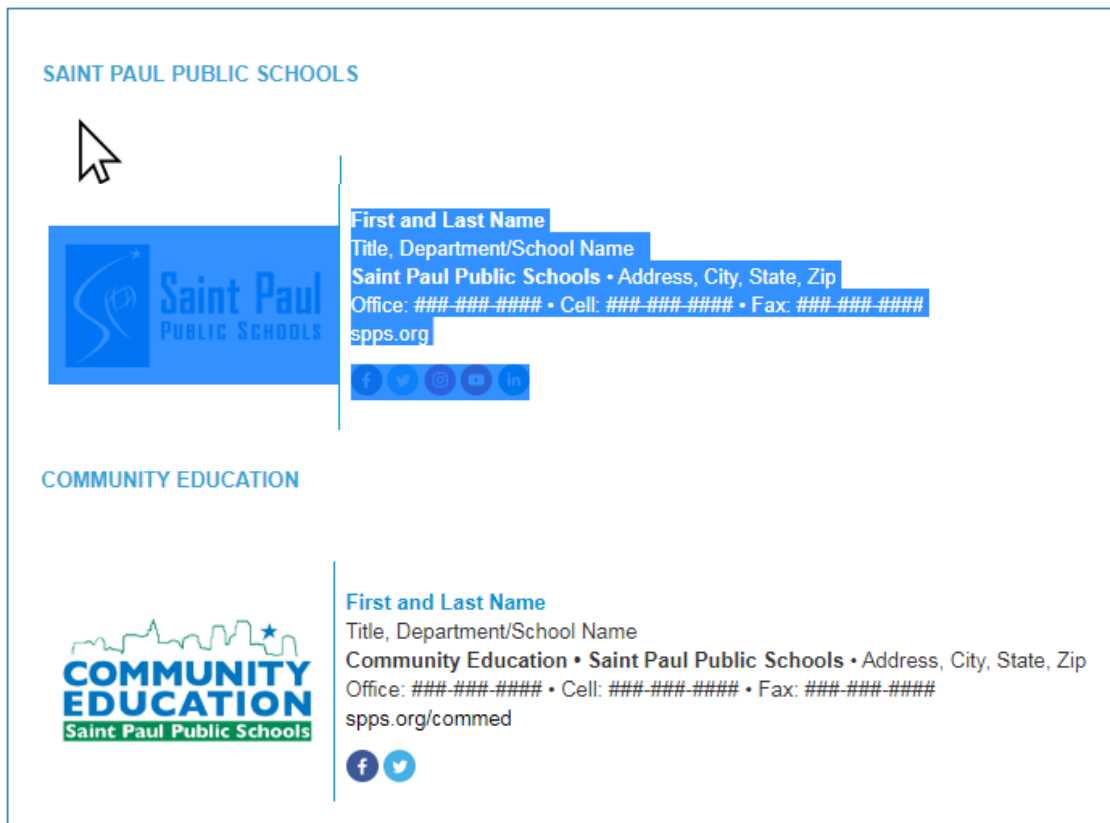 SAINT PAUL PUBLIC SCHOOLS
Saint Paul
PUBLIC SCHOOLS
First and Last Name
Title, Department/School Name
Saint Paul Public Schools • Address, City, State, Zip
Office: ###-###-#### • Cell: ###-###-#### • Fax: ###-###-####
spps.org
COMMUNITY EDUCATION
COMMUNITY
EDUCATION
Saint Paul Public Schools
First and Last Name
Title, Department/School Name
Community Education • Saint Paul Public Schools • Address, City, State, Zip
Office: ###-###-#### • Cell: ###-###-#### • Fax: ###-###-####
spps.org/commed